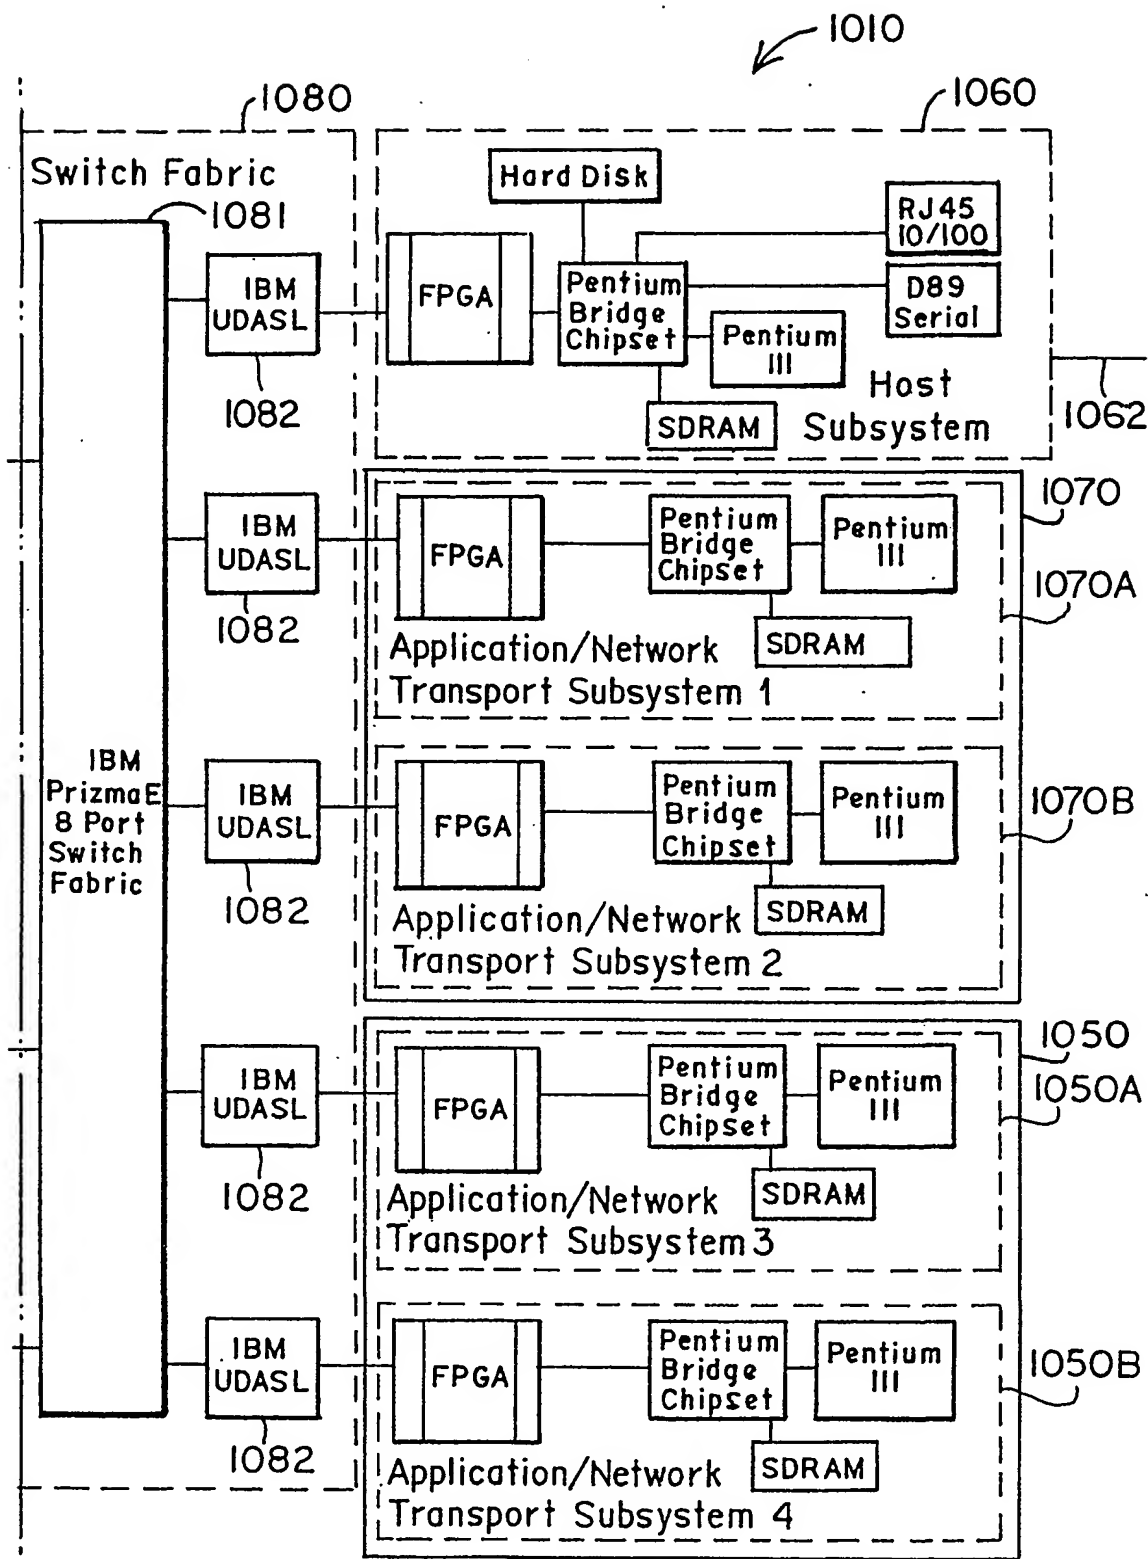 1010
1080
1060
Switch Fabric
1081
Hard Disk
RJ45
10/100
IBM
UDASL
FPGA
Pentium
Bridge
Chipset
D89
Serial
Pentium
III
1082
SDRAM
Host
Subsystem
1062
IBM
UDASL
FPGA
Pentium
Bridge
Chipset
Pentium
III
1070
1070A
1082
SDRAM
Application/Network
Transport Subsystem 1
IBM
PrizmaE
8 Port
Switch
Fabric
IBM
UDASL
FPGA
Pentium
Bridge
Chipset
Pentium
III
1070B
1082
SDRAM
Application/Network
Transport Subsystem 2
IBM
UDASL
FPGA
Pentium
Bridge
Chipset
Pentium
III
1050
1050A
1082
SDRAM
Application/Network
Transport Subsystem 3
IBM
UDASL
FPGA
Pentium
Bridge
Chipset
Pentium
III
1050B
1082
SDRAM
Application/Network
Transport Subsystem 4